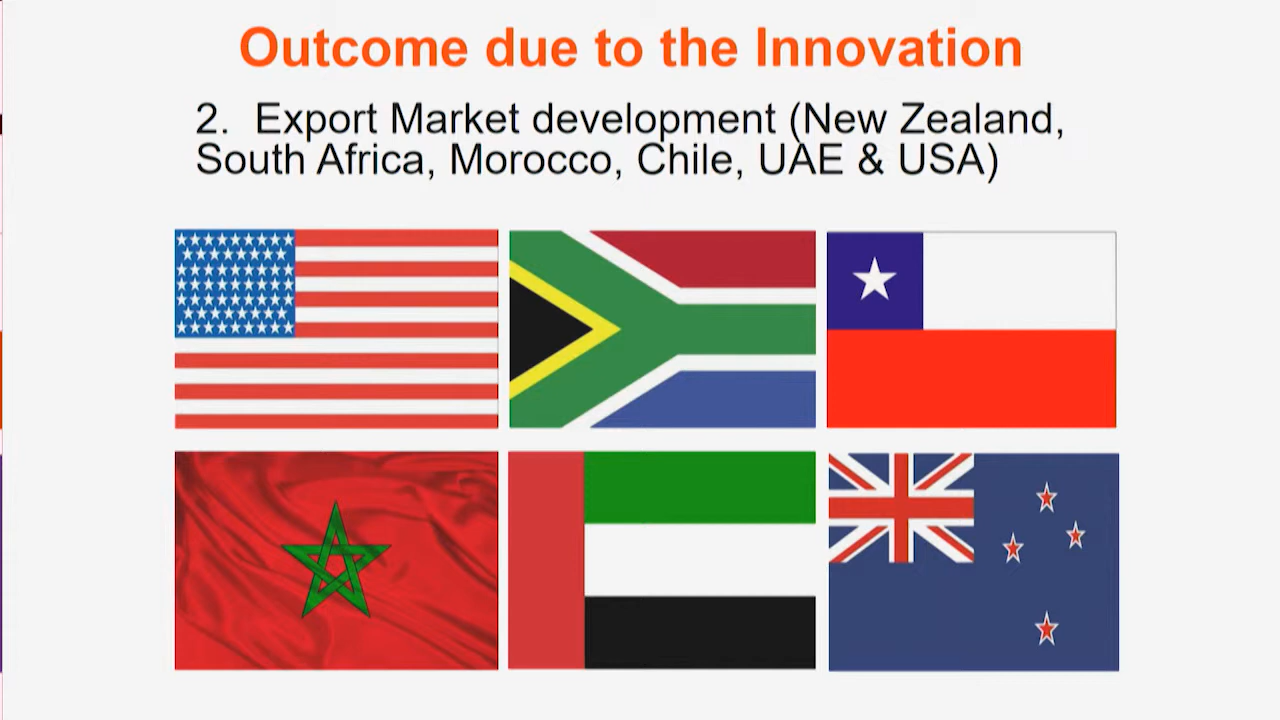 Outcome due to the Innovation
2. Export Market development (New Zealand,
South Africa, Morocco, Chile, UAE & USA)